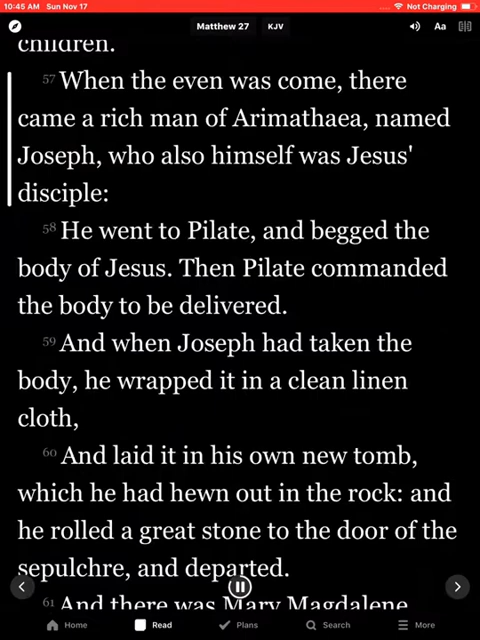 10:45 AM Sun Nov 17 Not Charging
Matthew 27 KJV Aa
children.
57 When the even was come, there
came a rich man of Arimathaea, named
Joseph, who also himself was Jesus'
disciple:
58 He went to Pilate, and begged the
body of Jesus. Then Pilate commanded
the body to be delivered.
59 And when Joseph had taken the
body, he wrapped it in a clean linen
cloth,
60 And laid it in his own new tomb,
which he had hewn out in the rock: and
he rolled a great stone to the door of the
sepulchre, and departed.
61 And there was Mary Magdalene,
Home Read Plans Search More